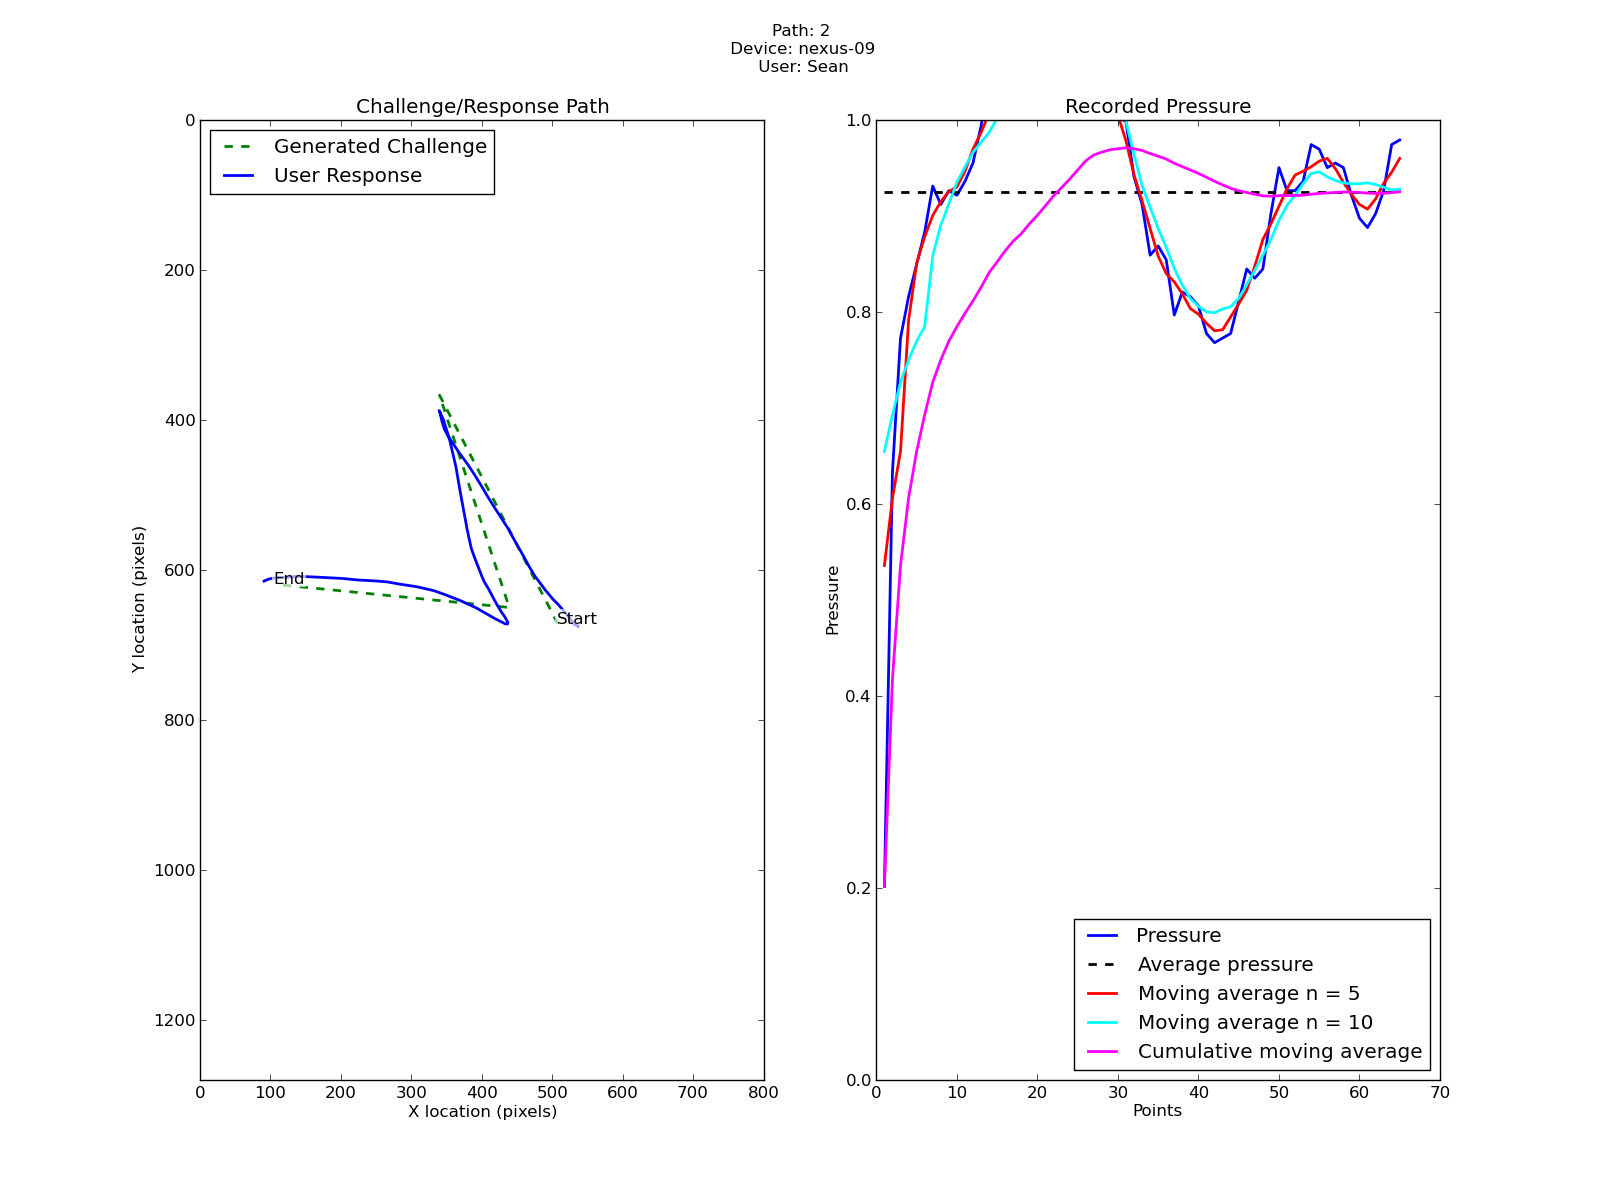 Path: 2
Device: nexus-09
User: Sean
Challenge/Response Path
Generated Challenge
User Response
0
200
400
600
800
1000
1200
Y location (pixels)
End
Start
0 100 200 300 400 500 600 700 800
X location (pixels)
Recorded Pressure
1.0
0.8
0.6
0.4
0.2
0.0
Pressure
Pressure
Average pressure
Moving average n = 5
Moving average n = 10
Cumulative moving average
0 10 20 30 40 50 60 70
Points